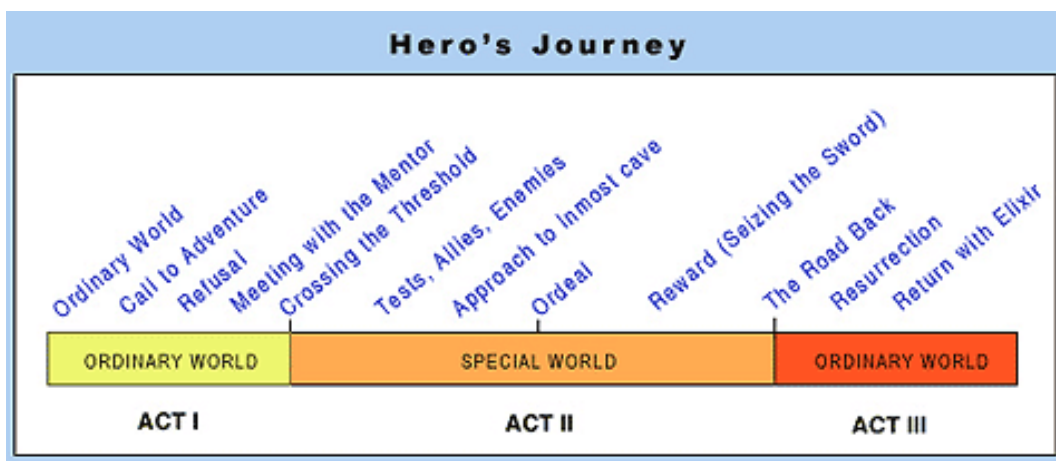 Hero's Journey
Ordinary World
Call to Adventure
Refusal
Meeting with the Mentor
Crossing the Threshold
Tests, Allies, Enemies
Approach to Inmost cave
Ordeal
Reward (Seizing the Sword)
The Road Back
Resurrection
Return with Elixir
ORDINARY WORLD
SPECIAL WORLD
ORDINARY WORLD
ACT I
ACT II
ACT III